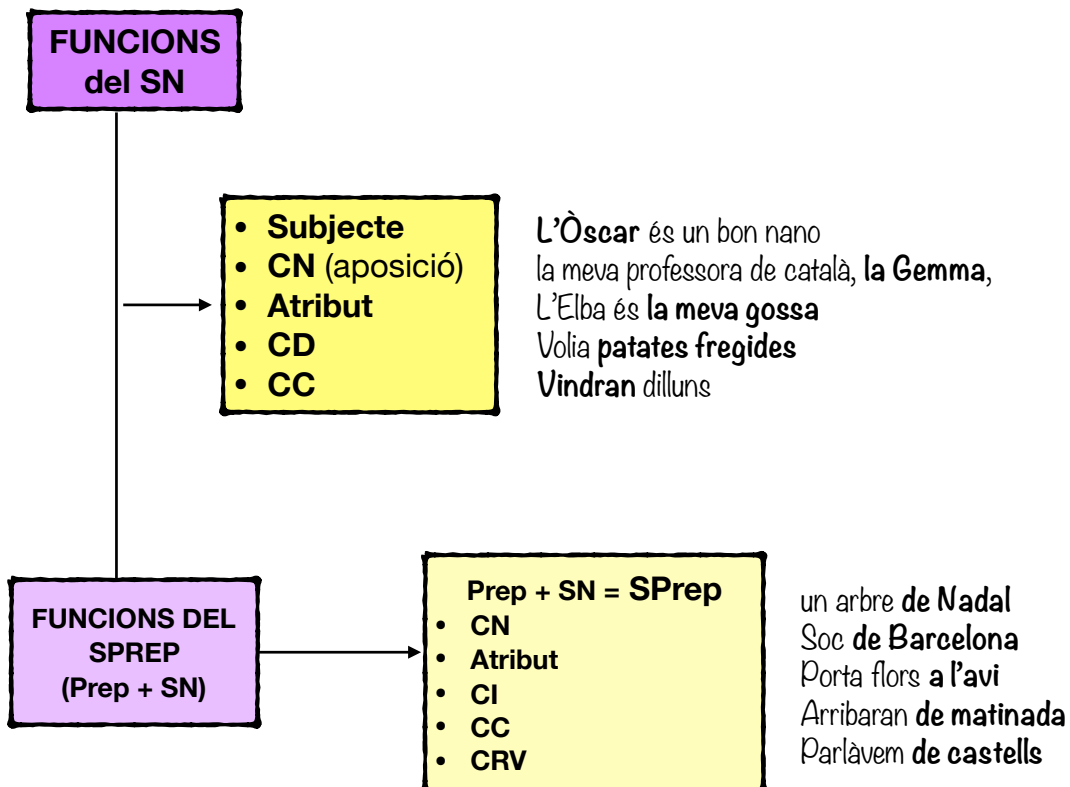 FUNCIONS
del SN
• Subjecte
• CN (aposició)
• Atribut
• CD
• CC
L'Òscar és un bon nano
la meva professora de català, la Gemma,
L'Elba és la meva gossa
Volia patates fregides
Vindran dilluns
FUNCIONS DEL
SPREP
(Prep + SN)
Prep + SN = SPrep
• CN
• Atribut
• CI
• CC
• CRV
un arbre de Nadal
Soc de Barcelona
Porta flors a l'avi
Arribaran de matinada
Parlàvem de castells